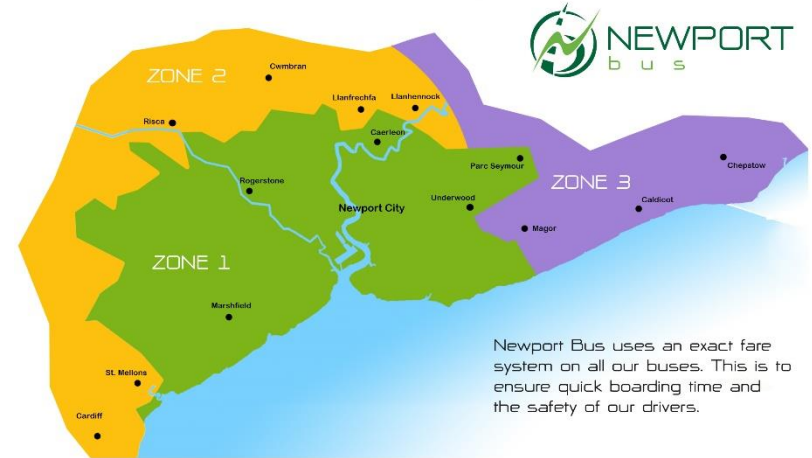 NEWPORT
bus
ZONE 2
Cwmbran
Llanfrechfa
Llanhennock
Risca
Caerleon
Parc Seymour
Chepstow
Rogerstone
ZONE 3
Underwood
Caldicot
Newport City
Magor
ZONE 1
Marshfield
St. Mellons
Cardiff
Newport Bus uses an exact fare
system on all our buses. This is to
ensure quick boarding time and
the safety of our drivers.